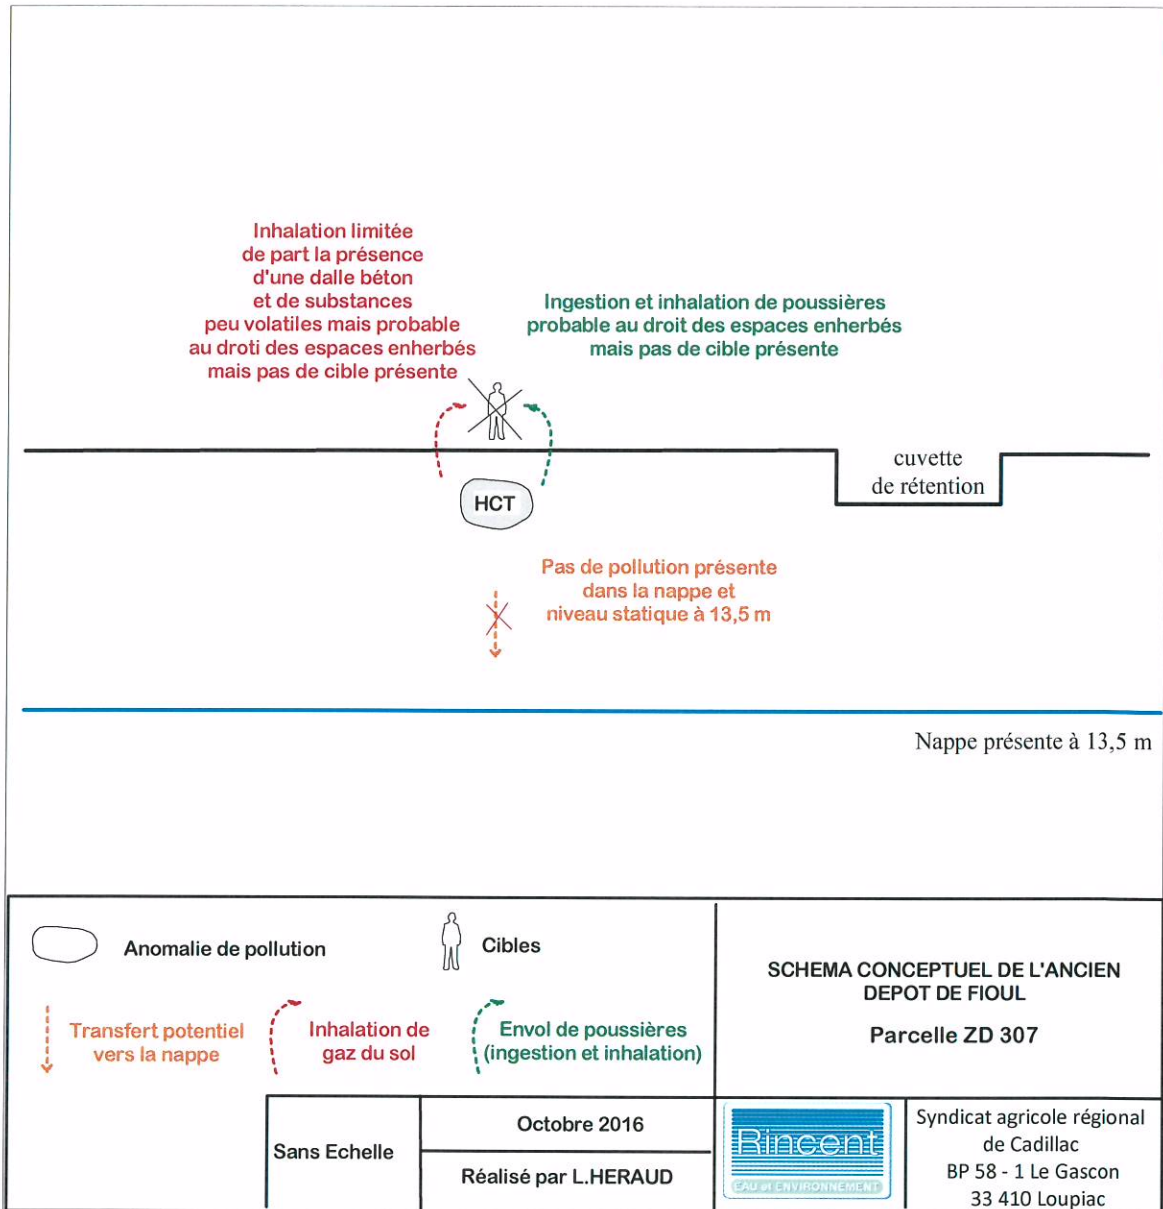 Inhalation limitée
de part la présence
d'une dalle béton
et de substances
peu volatiles mais probable
au droti des espaces enherbés
mais pas de cible présente
Ingestion et inhalation de poussières
probable au droit des espaces enherbés
mais pas de cible présente
cuvette
de rétention
HCT
Pas de pollution présente
dans la nappe et
niveau statique à 13,5 m
Nappe présente à 13,5 m
Anomalie de pollution
Cibles
Transfert potentiel
vers la nappe
Inhalation de
gaz du sol
Envol de poussières
(ingestion et inhalation)
SCHEMA CONCEPTUEL DE L'ANCIEN
DEPOT DE FIOUL
Parcelle ZD 307
Sans Echelle
Octobre 2016
Réalisé par L.HERAUD
Rincent
EAU et ENVIRONNEMENT
Syndicat agricole régional
de Cadillac
BP 58 - 1 Le Gascon
33 410 Loupiac